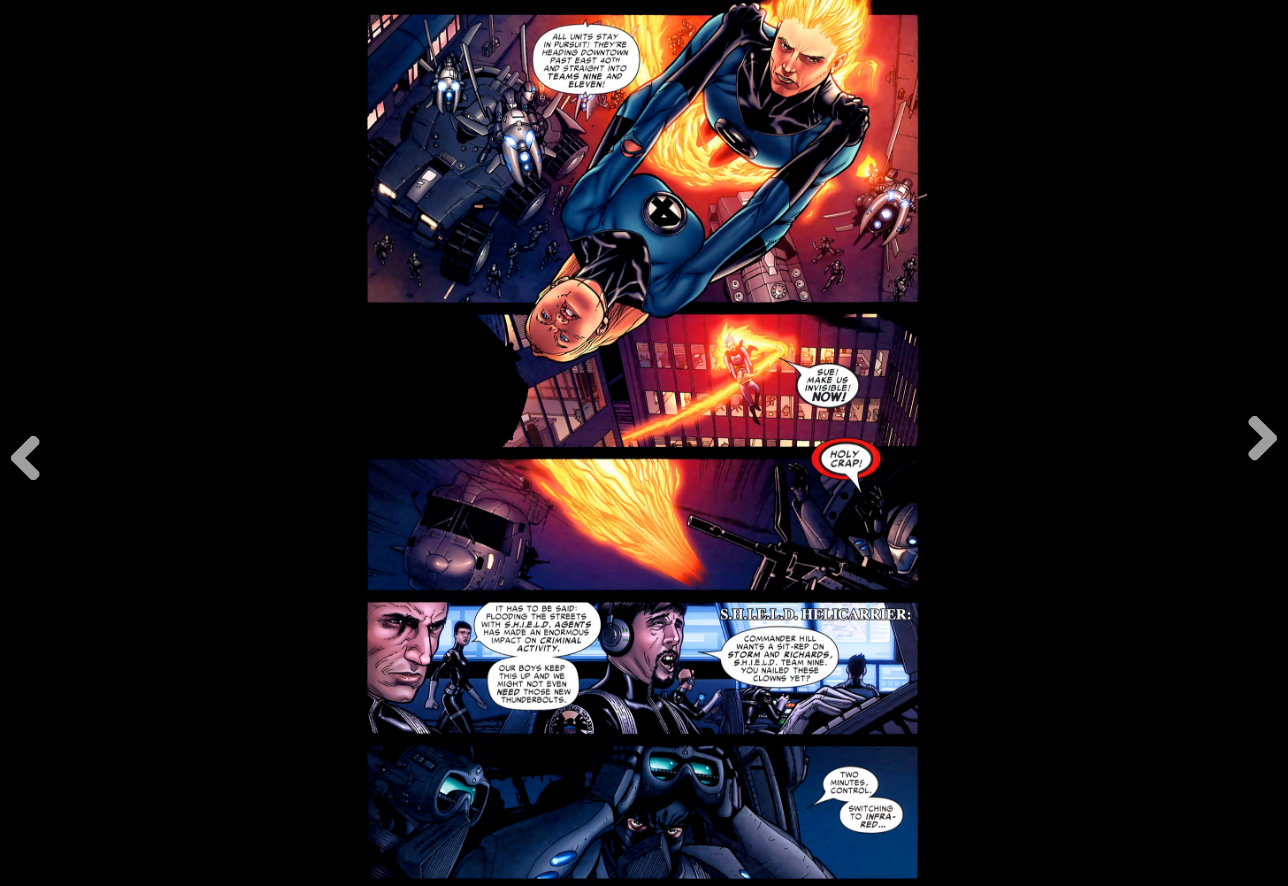 ALL UNITS STAY
IN PURSUIT! THEY'RE
HEADING DOWNTOWN
PAST EAST 40TH
AND STRAIGHT INTO
TEAMS NINE AND
ELEVEN!
SUE!
MAKE US
INVISIBLE!
NOW!
HOLY
CRAP!
IT HAS TO BE SAID:
FLOODING THE STREETS
WITH S.H.I.E.L.D. AGENTS
HAS MADE AN ENORMOUS
IMPACT ON CRIMINAL
ACTIVITY.
OUR BOYS KEEP
THIS UP AND WE
MIGHT NOT EVEN
NEED THOSE NEW
THUNDERBOLTS.
S.H.I.E.L.D. HELICARRIER:
COMMANDER HILL
WANTS A SIT-REP ON
STORM AND RICHARDS,
S.H.I.E.L.D. TEAM NINE.
YOU NAILED THESE
CLOWNS YET?
TWO
MINUTES,
CONTROL.
SWITCHING
TO INFRA-
RED...